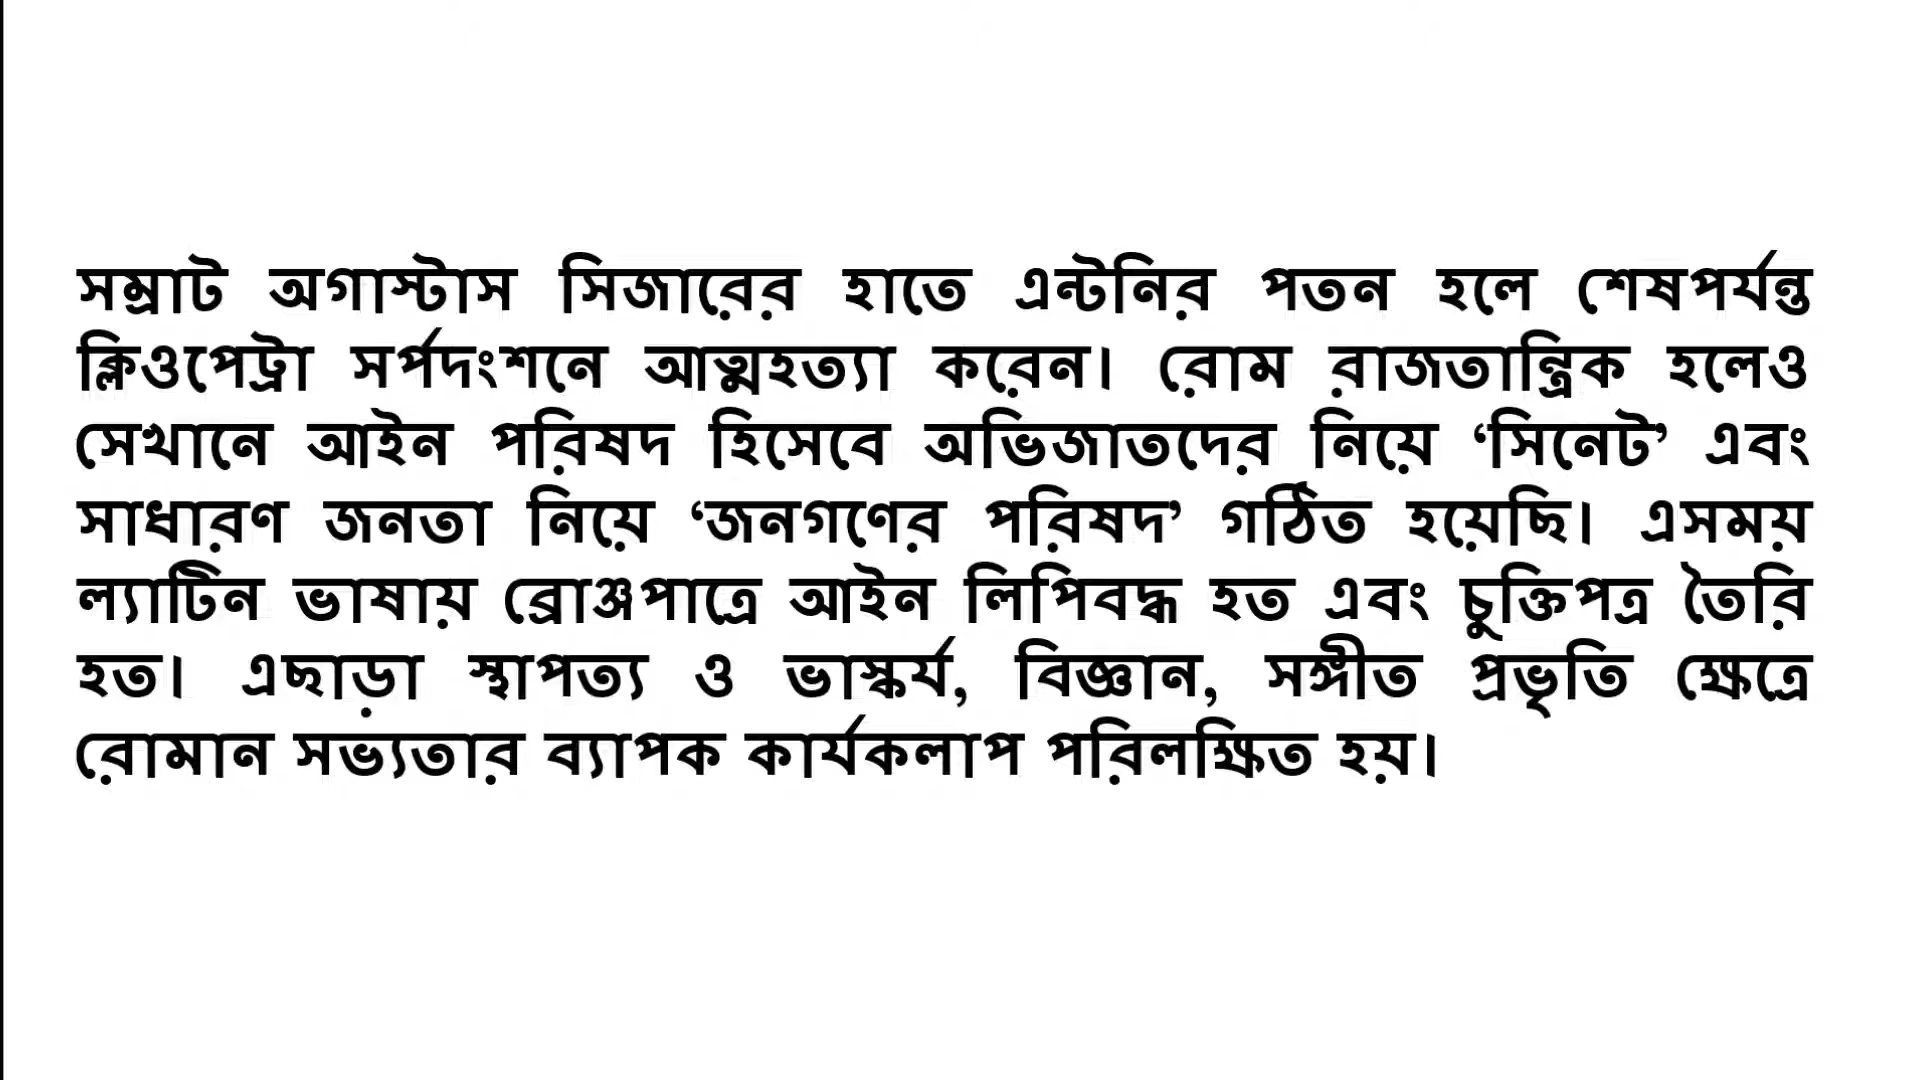 সম্রাট অগাস্টাস সিজারের হাতে এন্টনির পতন হলে শেষপর্যন্ত
ক্লিওপেট্রা সর্পদংশনে আত্মহত্যা করেন। রোম রাজতান্ত্রিক হলেও
সেখানে আইন পরিষদ হিসেবে অভিজাতদের নিয়ে ‘সিনেট’ এবং
সাধারণ জনতা নিয়ে ‘জনগণের পরিষদ’ গঠিত হয়েছি। এসময়
ল্যাটিন ভাষায় ব্রোঞ্জপাত্রে আইন লিপিবদ্ধ হত এবং চুক্তিপত্র তৈরি
হত। এছাড়া স্থাপত্য ও ভাস্কর্য, বিজ্ঞান, সঙ্গীত প্রভৃতি ক্ষেত্রে
রোমান সভ্যতার ব্যাপক কার্যকলাপ পরিলক্ষিত হয়।